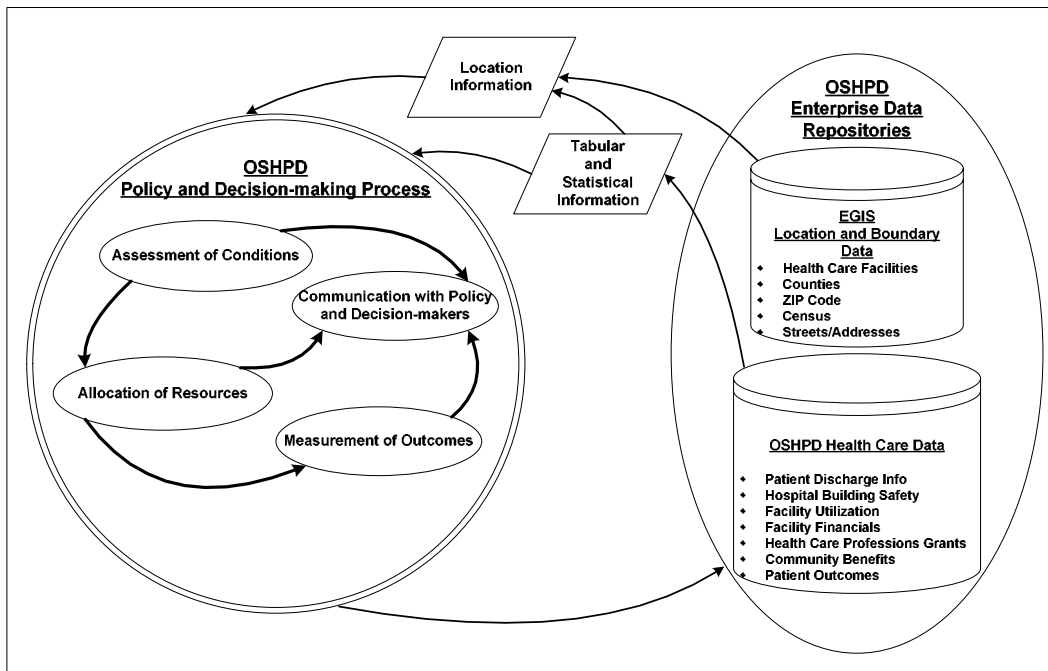 Location
Information
Tabular
and
Statistical
Information
OSHPD
Policy and Decision-making Process
Assessment of Conditions
Communication with Policy
and Decision-makers
Allocation of Resources
Measurement of Outcomes
OSHPD
Enterprise Data
Repositories
EGIS
Location and Boundary
Data
Health Care Facilities
Counties
ZIP Code
Census
Streets/Addresses
OSHPD Health Care Data
Patient Discharge Info
Hospital Building Safety
Facility Utilization
Facility Financials
Health Care Professions Grants
Community Benefits
Patient Outcomes